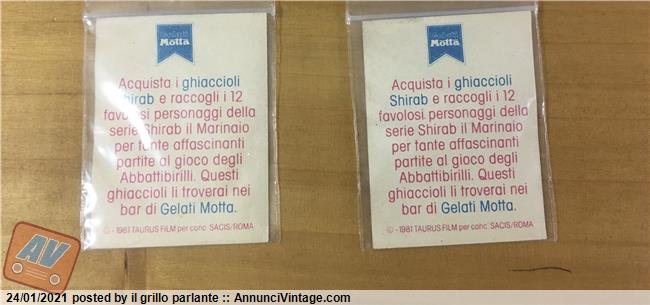 Gelati
Motta
Acquista i ghiaccioli
Shirab e raccogli i 12
favolosi personaggi della
serie Shirab il Marinaio
per tante affascinanti
partite al gioco degli
Abbattibirilli. Questi
ghiaccioli li troverai nei
bar di Gelati Motta.
© - 1981 TAURUS FILM per conc. SACIS/ROMA
Gelati
Motta
Acquista i ghiaccioli
Shirab e raccogli i 12
favolosi personaggi della
serie Shirab il Marinaio
per tante affascinanti
partite al gioco degli
Abbattibirilli. Questi
ghiaccioli li troverai nei
bar di Gelati Motta.
© - 1981 TAURUS FILM per conc. SACIS/ROMA
AV
24/01/2021 posted by il grillo parlante :: AnnunciVintage.com